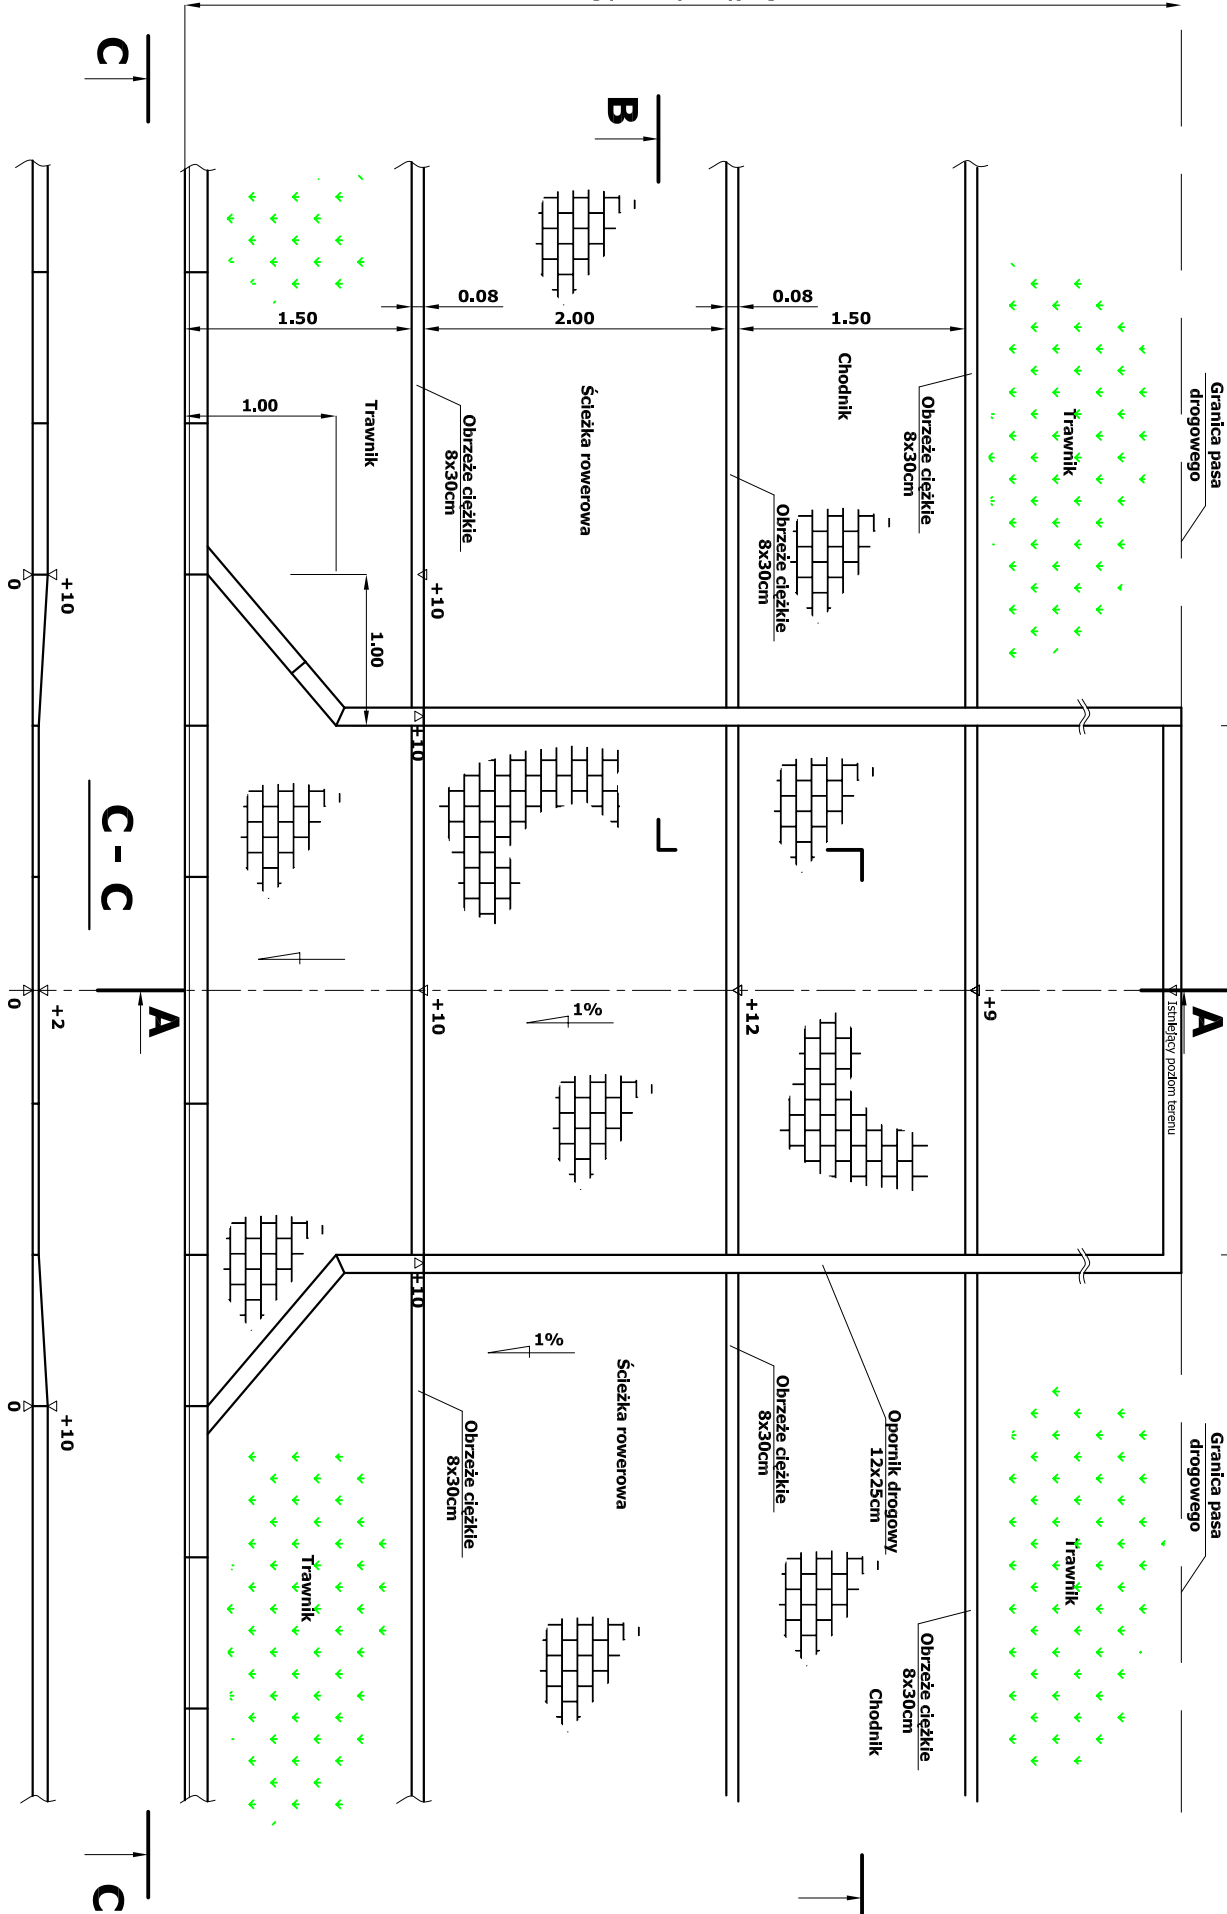 C
B
0.08
0.08
1.50
2.00
1.50
1.00
Trawnik
Obrzeże ciężkie
8x30cm
Ścieżka rowerowa
Chodnik
Obrzeże ciężkie
8x30cm
Obrzeże ciężkie
8x30cm
Trawnik
Granica pasa
drogowego
0
+10
+10
1.00
+10
C - C
0
+2
A
+10
1%
+12
+9
Istniejący poziom terenu
A
+10
1%
0
+10
Trawnik
Obrzeże ciężkie
8x30cm
Ścieżka rowerowa
Obrzeże ciężkie
8x30cm
Opornik drogowy
12x25cm
Chodnik
Obrzeże ciężkie
8x30cm
Trawnik
Granica pasa
drogowego
C